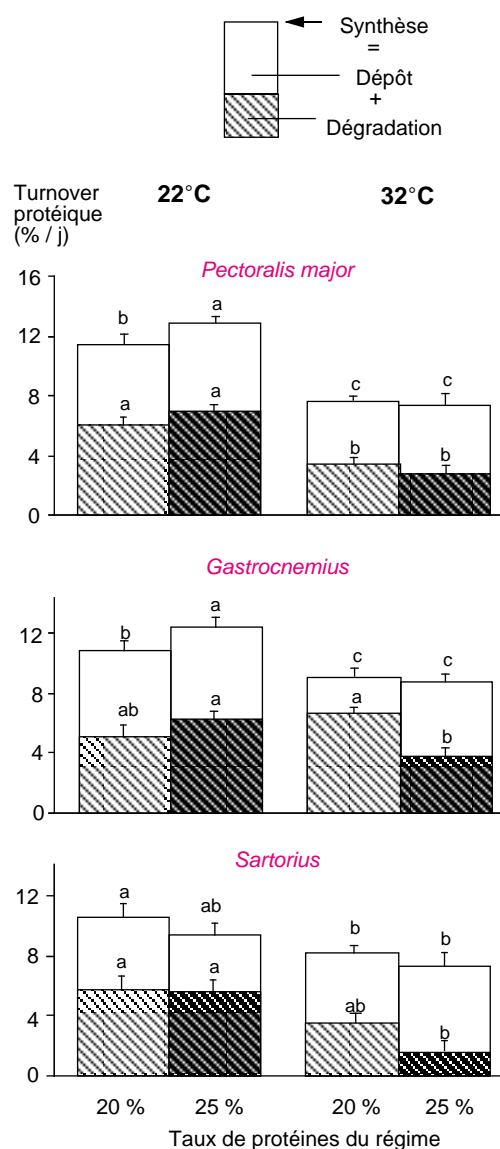 Synthèse
=
Dépôt
+
Dégradation
Turnover
protéique
(% / j)
22°C
32°C
Pectoralis major
16
12
8
4
0
b
a
a
a
c
c
b
b
Gastrocnemius
12
8
4
0
b
a
ab
a
c
c
a
b
Sartorius
12
8
4
0
a
ab
a
a
b
b
ab
b
20 %
25 %
20 %
25 %
Taux de protéines du régime